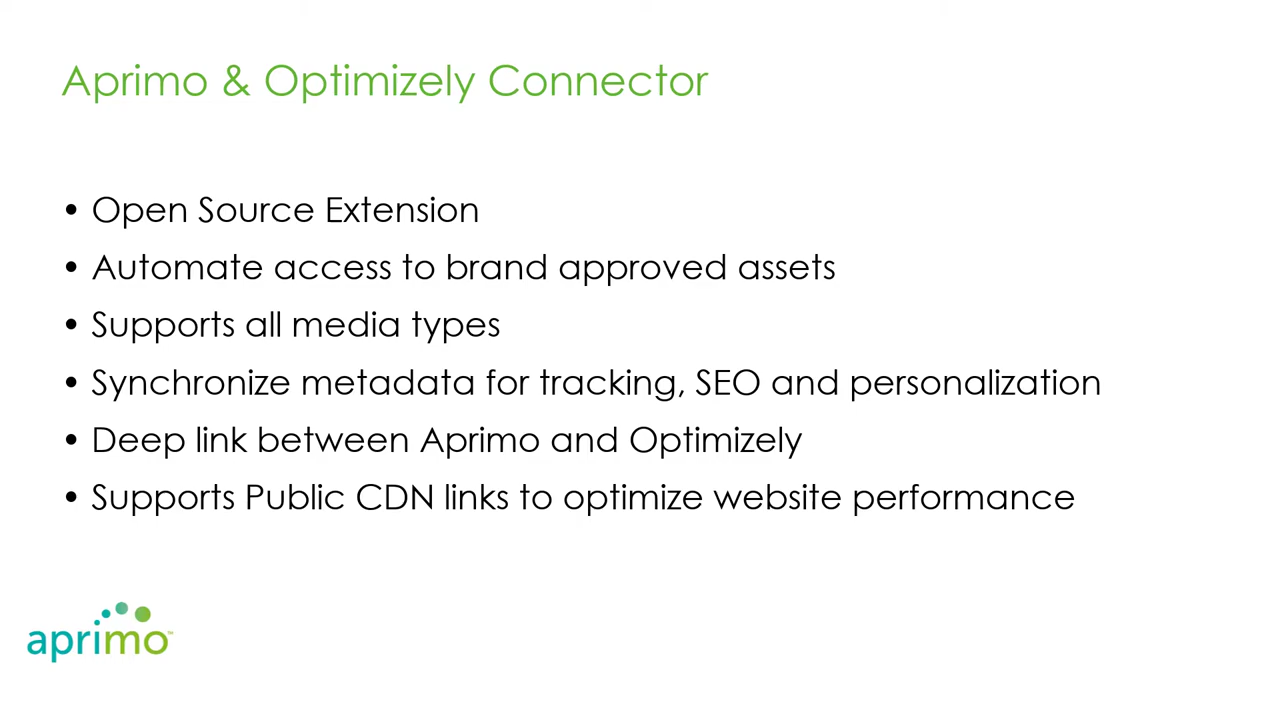 Aprimo & Optimizely Connector
• Open Source Extension
• Automate access to brand approved assets
• Supports all media types
• Synchronize metadata for tracking, SEO and personalization
• Deep link between Aprimo and Optimizely
• Supports Public CDN links to optimize website performance
aprimo™